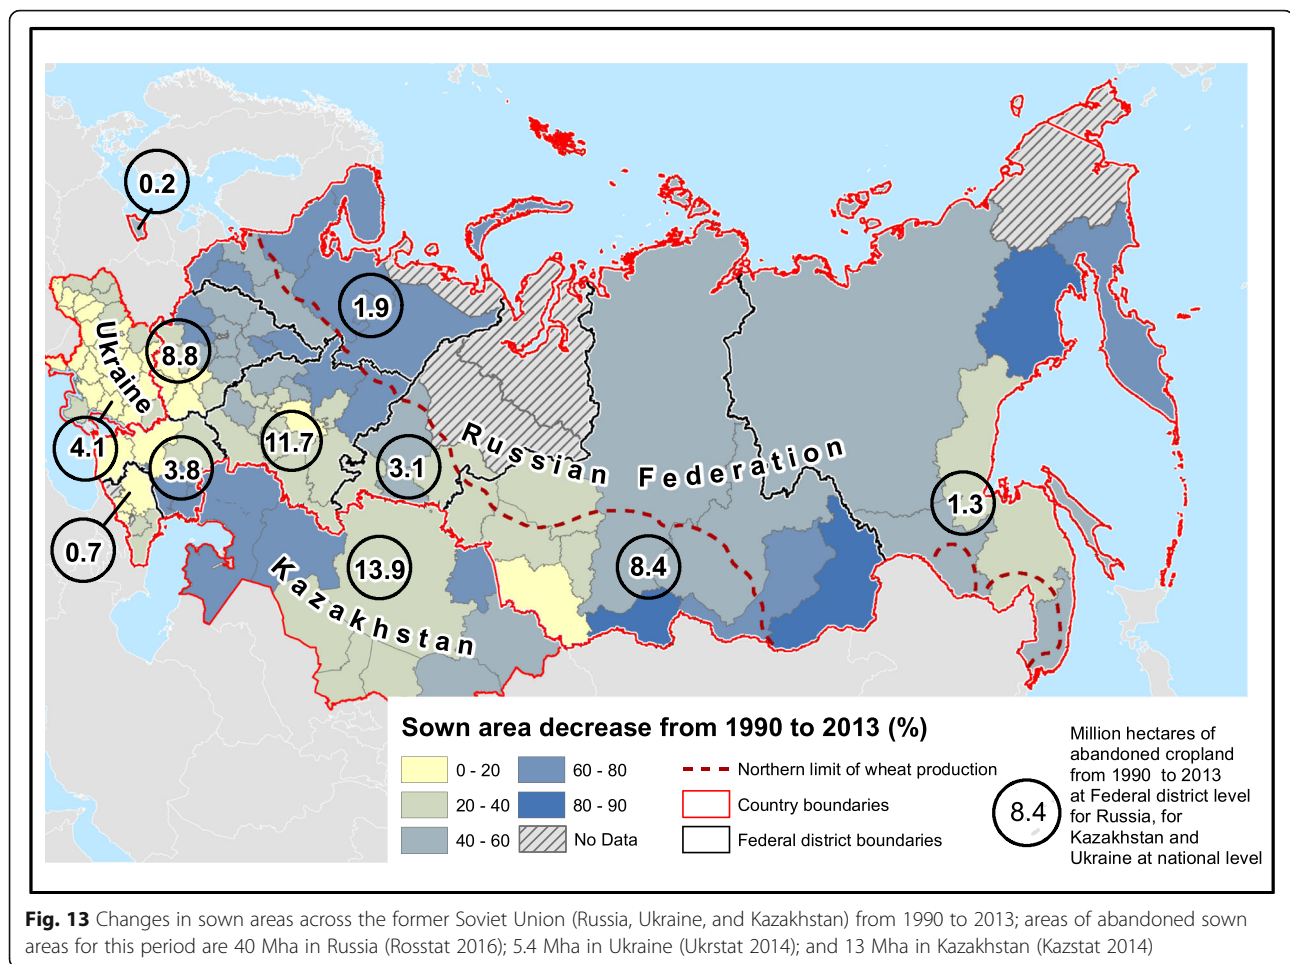 0.2
1.9
Ukraine
8.8
4.1
3.8
11.7
3.1
Russian Federation
1.3
0.7
Kazakhstan
13.9
8.4
Sown area decrease from 1990 to 2013 (%)
0 - 20
20 - 40
40 - 60
60 - 80
80 - 90
No Data
Northern limit of wheat production
Country boundaries
Federal district boundaries
8.4
Million hectares of
abandoned cropland
from 1990 to 2013
at Federal district level
for Russia, for
Kazakhstan and
Ukraine at national level
Fig. 13 Changes in sown areas across the former Soviet Union (Russia, Ukraine, and Kazakhstan) from 1990 to 2013; areas of abandoned sown
areas for this period are 40 Mha in Russia (Rosstat 2016); 5.4 Mha in Ukraine (Ukrstat 2014); and 13 Mha in Kazakhstan (Kazstat 2014)